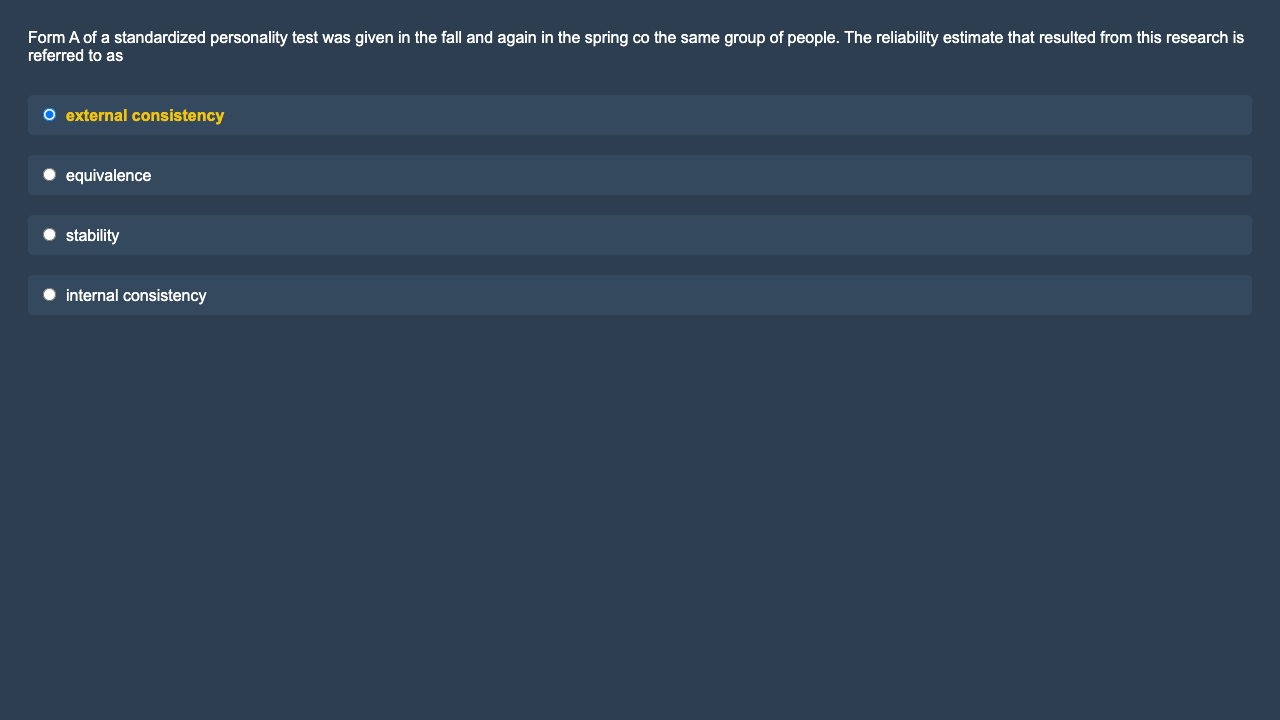 Form A of a standardized personality test was given in the fall and again in the spring co the same group of people. The reliability estimate that resulted from this research is
referred to as
external consistency
equivalence
stability
internal consistency